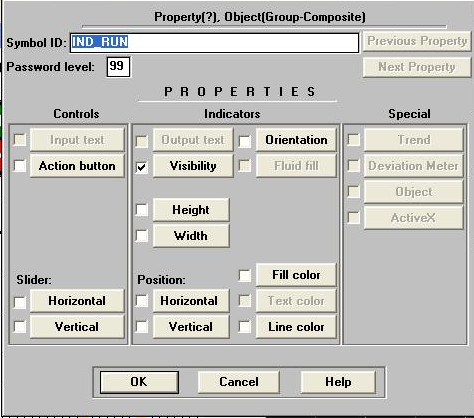 Property(?), Object(Group-Composite)
Symbol ID: IND_RUN Previous Property
Password level: 99 Next Property
P R O P E R T I E S
Controls Indicators Special
Input text Output text Orientation Trend
Action button Visibility Fluid fill Deviation Meter
Object
Height ActiveX
Width
Slider: Position: Fill color
Horizontal Horizontal Text color
Vertical Vertical Line color
OK Cancel Help